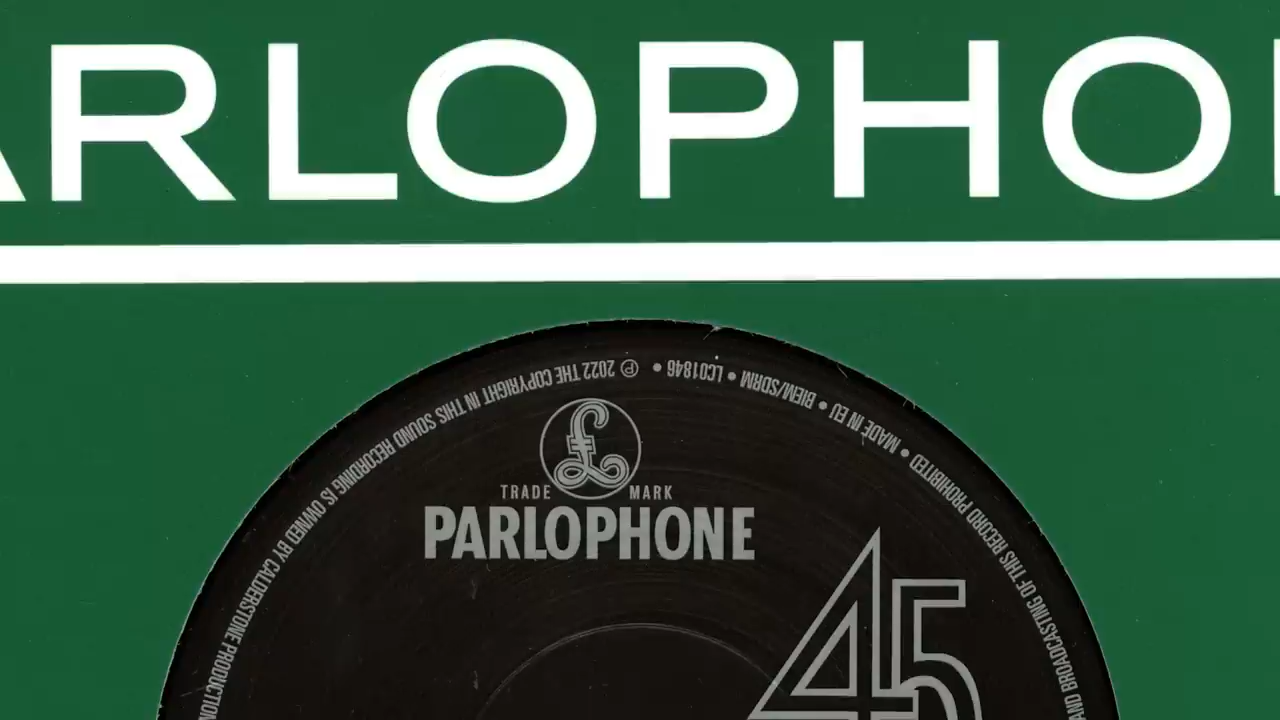 ARLOPHON
℗ 2022 THE COPYRIGHT IN THIS SOUND RECORDING IS OWNED BY CALDERSTONE PRODUCTION
AND BROADCASTING OF THIS RECORD PROHIBITED • MADE IN EU • BIEM/SDRM • LC01846 •
£
TRADE MARK
PARLOPHONE
45